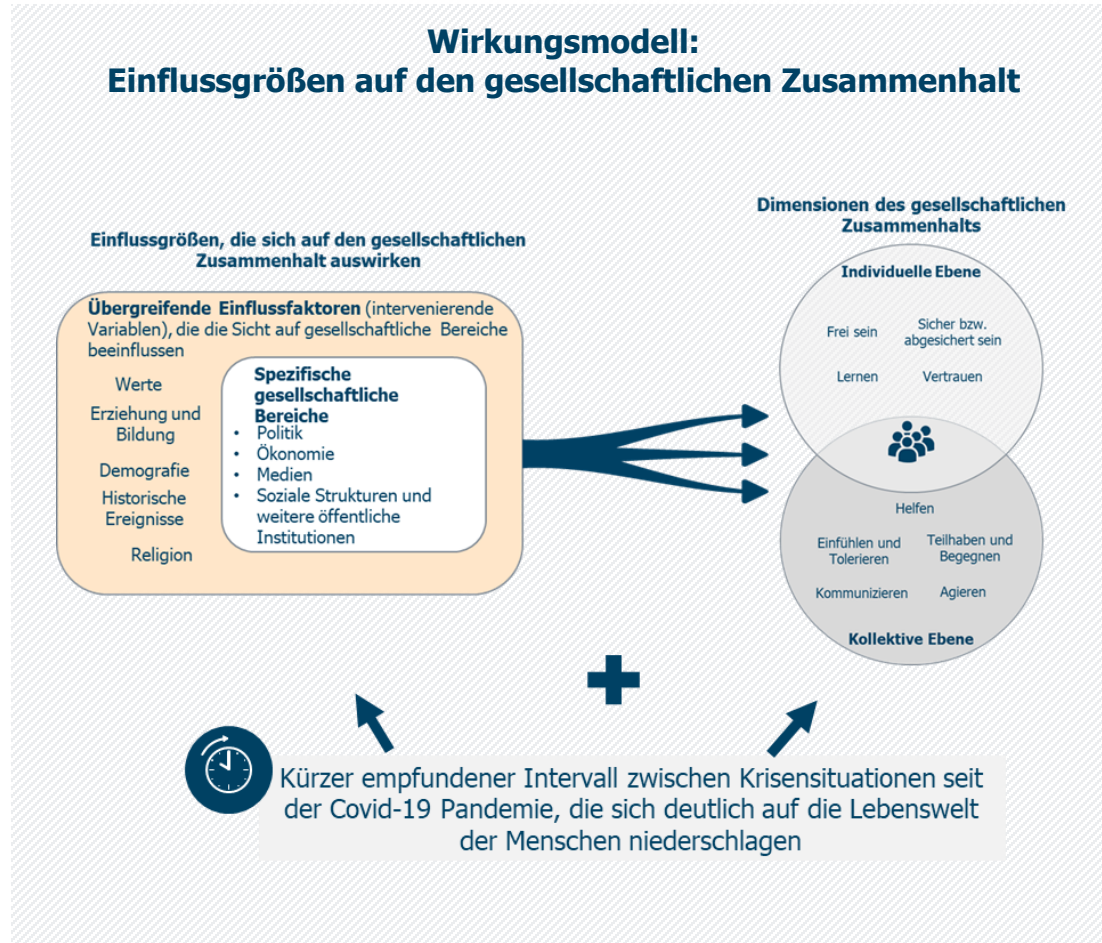 Wirkungsmodell:
Einflussgrößen auf den gesellschaftlichen Zusammenhalt
Einflussgrößen, die sich auf den gesellschaftlichen
Zusammenhalt auswirken
Übergreifende Einflussfaktoren (intervenierende
Variablen), die die Sicht auf gesellschaftliche Bereiche
beeinflussen
Werte
Erziehung und
Bildung
Demografie
Historische
Ereignisse
Religion
Spezifische
gesellschaftliche
Bereiche
• Politik
• Ökonomie
• Medien
• Soziale Strukturen und
weitere öffentliche
Institutionen
Dimensionen des gesellschaftlichen
Zusammenhalts
Individuelle Ebene
Frei sein
Sicher bzw.
abgesichert sein
Lernen
Vertrauen
Helfen
Einfühlen und
Tolerieren
Teilhaben und
Begegnen
Kommunizieren
Agieren
Kollektive Ebene
Kürzer empfundener Intervall zwischen Krisensituationen seit
der Covid-19 Pandemie, die sich deutlich auf die Lebenswelt
der Menschen niederschlagen